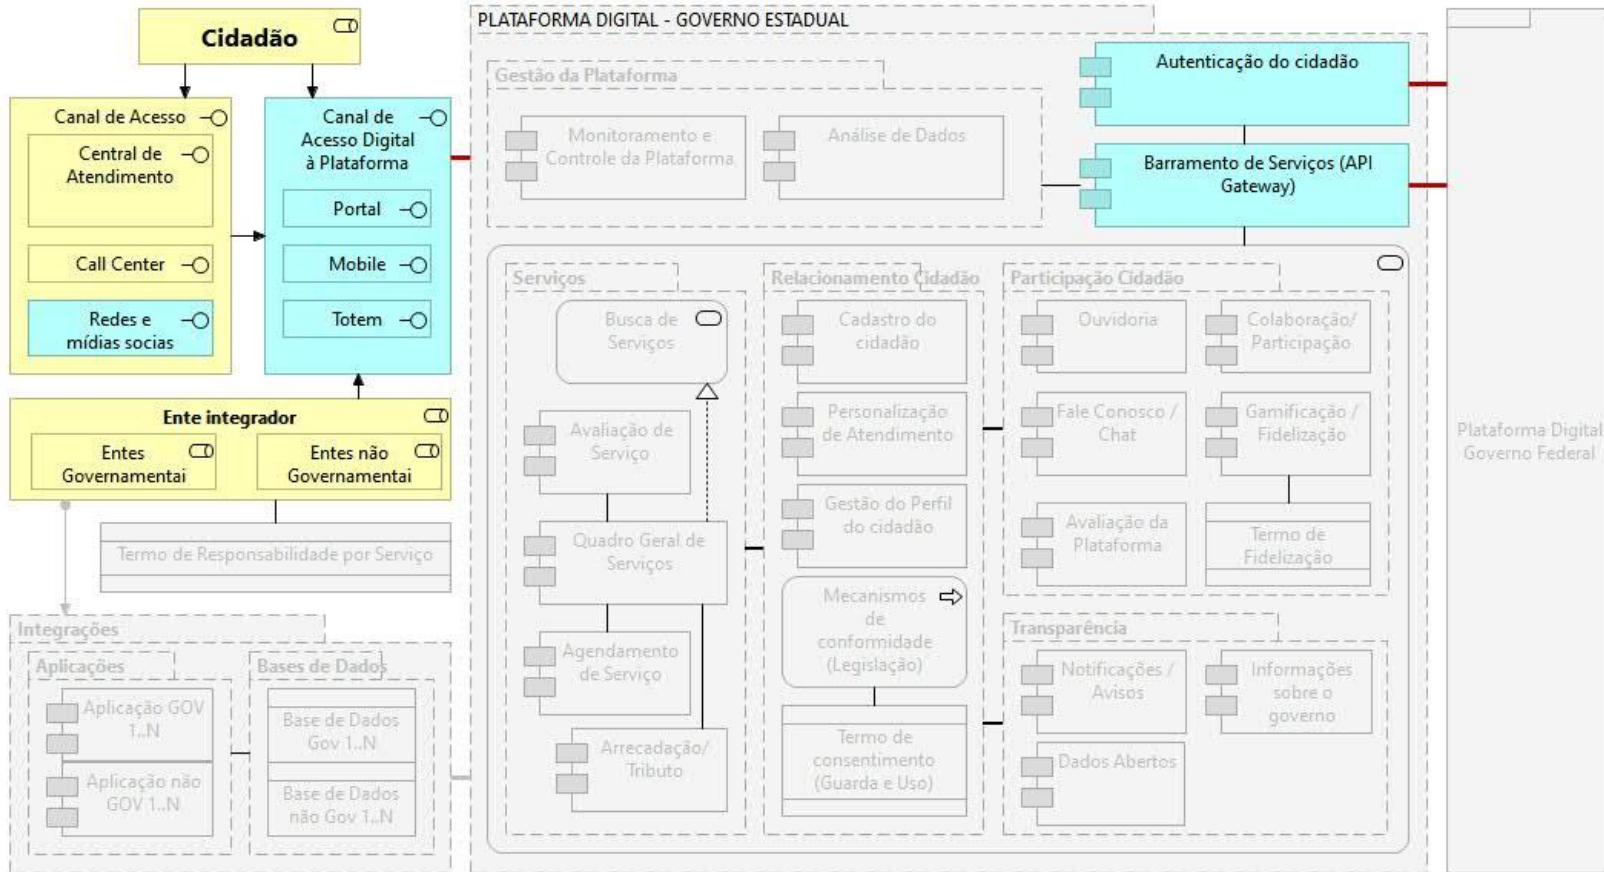 PLATAFORMA DIGITAL - GOVERNO ESTADUAL
Cidadão
Canal de Acesso
Central de
Atendimento
Call Center
Redes e
mídias socias
Canal de
Acesso Digital
à Plataforma
Portal
Mobile
Totem
Ente integrador
Entes
Governamentai
Entes não
Governamentai
Termo de Responsabilidade por Serviço
Integrações
Aplicações
Aplicação GOV
1..N
Aplicação não
GOV 1..N
Bases de Dados
Base de Dados
Gov 1..N
Base de Dados
não Gov 1..N
Gestão da Plataforma
Monitoramento e
Controle da Plataforma
Análise de Dados
Autenticação do cidadão
Barramento de Serviços (API
Gateway)
Serviços
Busca de
Serviços
Avaliação de
Serviço
Quadro Geral de
Serviços
Agendamento
de Serviço
Arrecadação/
Tributo
Relacionamento Cidadão
Cadastro do
cidadão
Personalização
de Atendimento
Gestão do Perfil
do cidadão
Mecanismos
de
conformidade
(Legislação)
Termo de
consentimento
(Guarda e Uso)
Participação Cidadão
Ouvidoria
Colaboração/
Participação
Fale Conosco /
Chat
Gamificação /
Fidelização
Avaliação da
Plataforma
Termo de
Fidelização
Transparência
Notificações /
Avisos
Informações
sobre o
governo
Dados Abertos
Plataforma Digital
Governo Federal